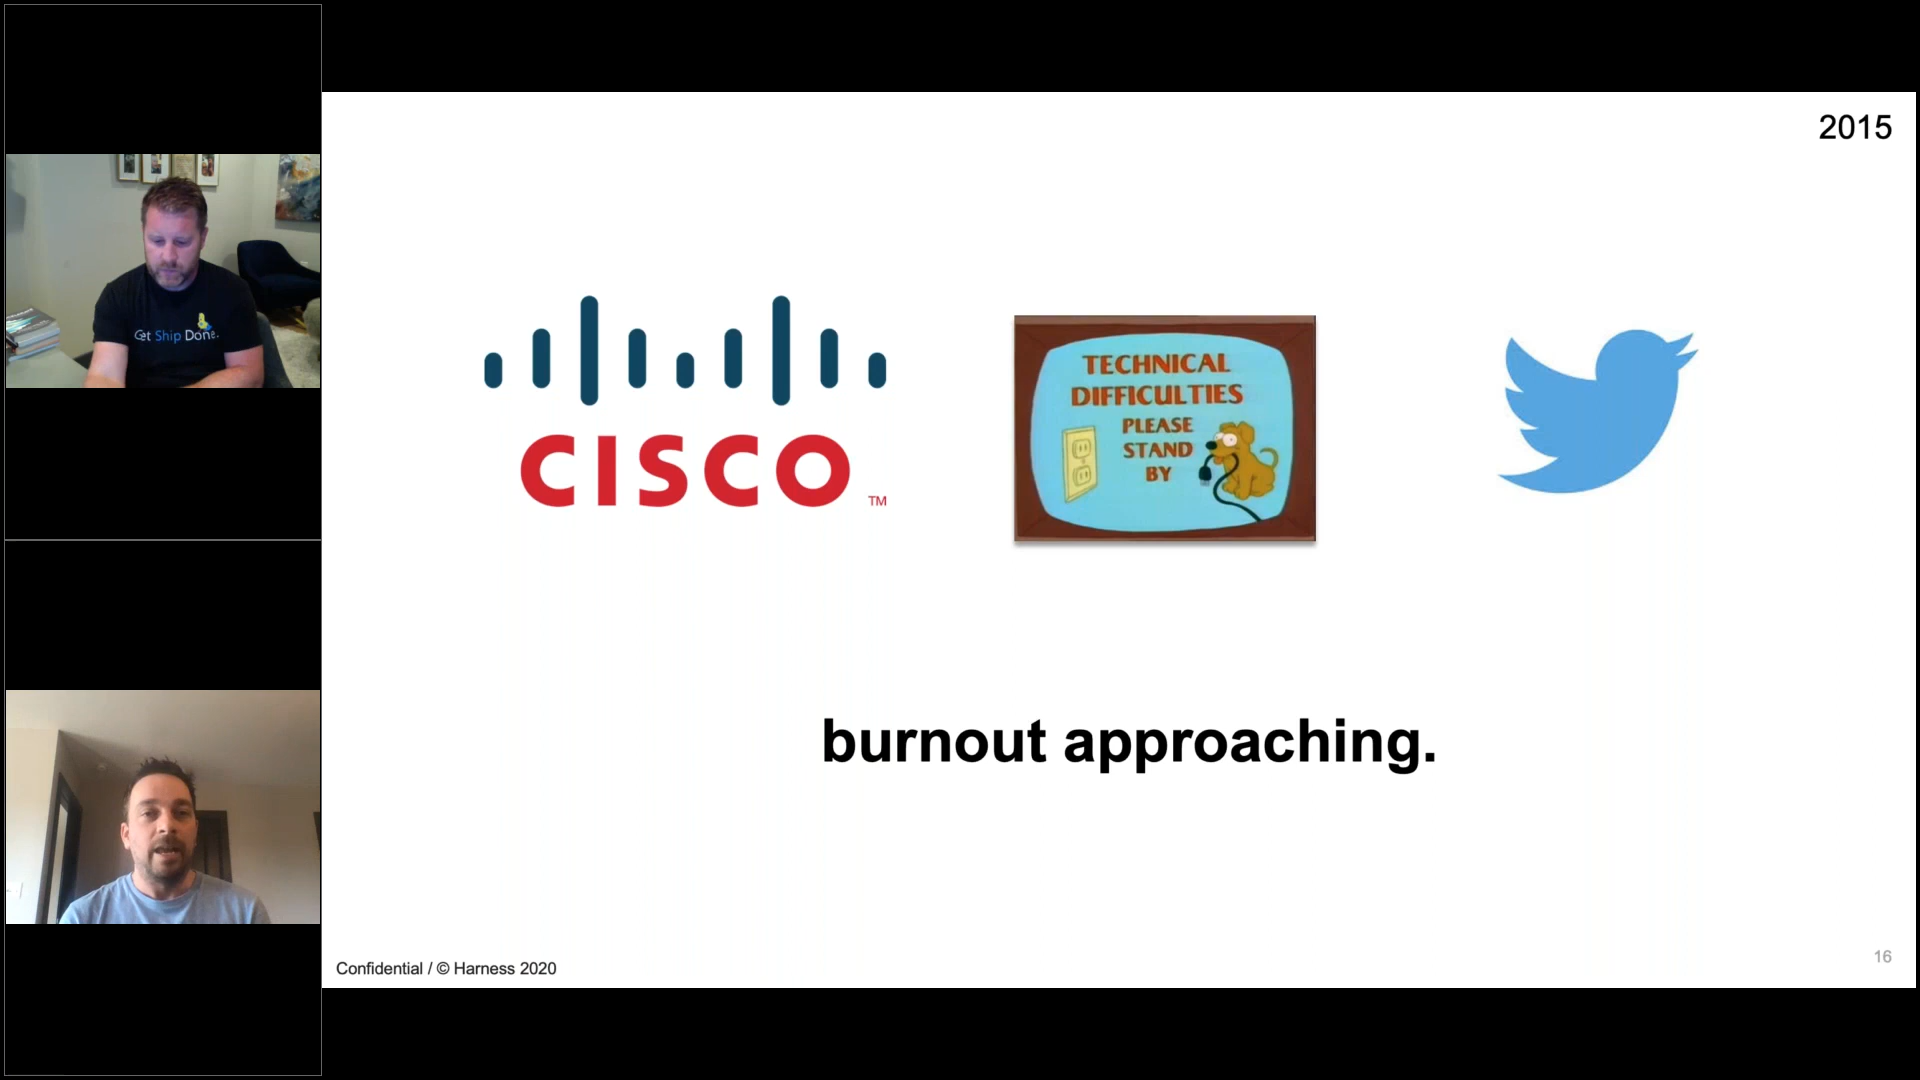 2015
Get Ship Done.
CISCO
TM
TECHNICAL
DIFFICULTIES
PLEASE
STAND
BY
burnout approaching.
Confidential / © Harness 2020
16